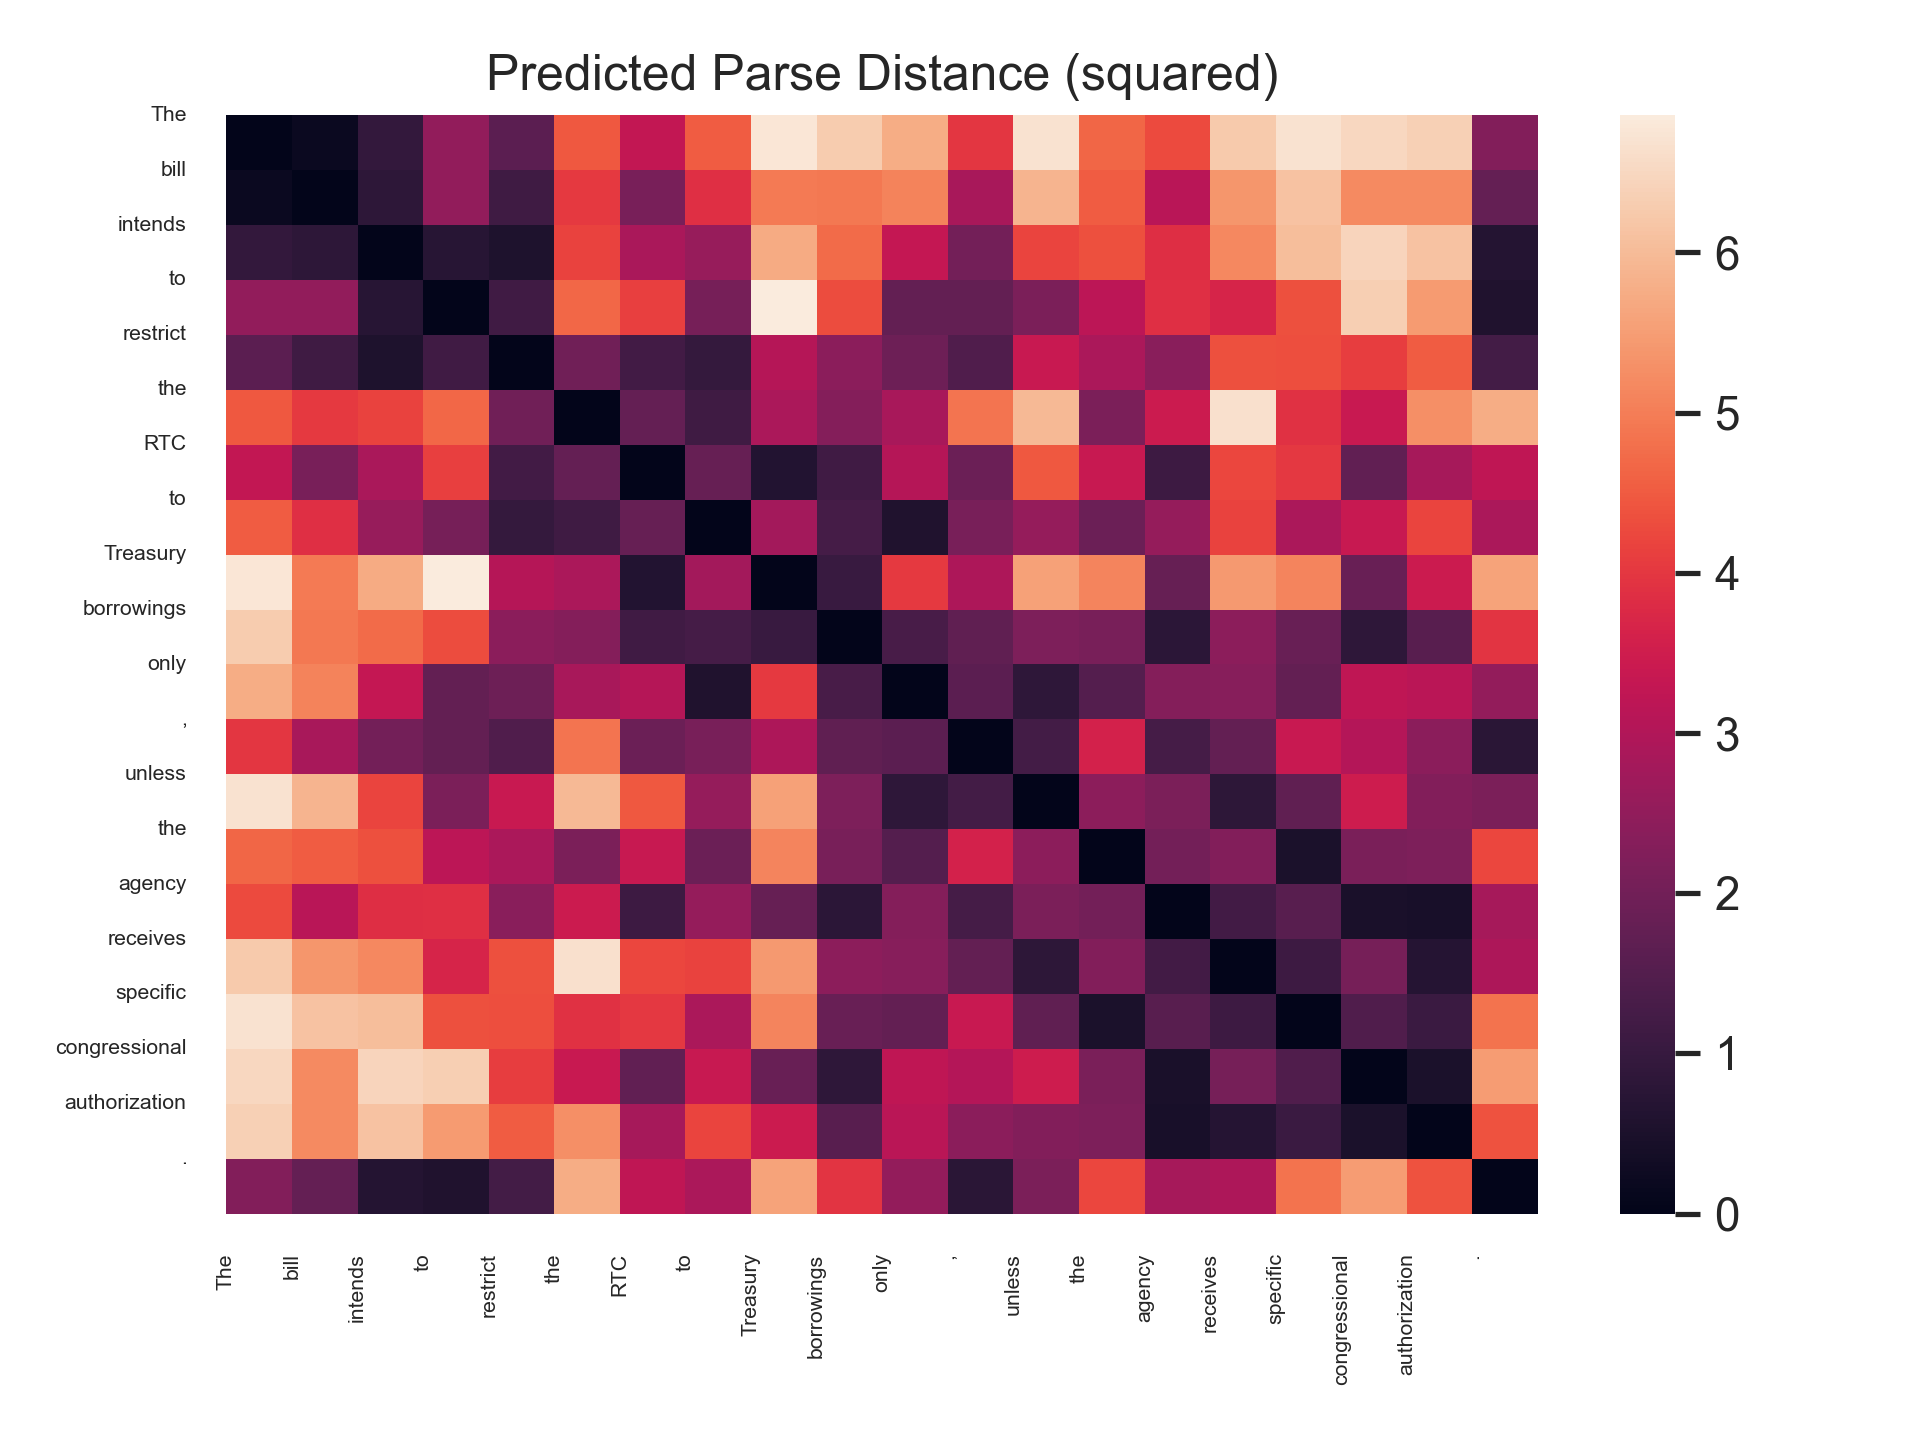 Predicted Parse Distance (squared)
The
bill
intends
to
restrict
the
RTC
to
Treasury
borrowings
only
,
unless
the
agency
receives
specific
congressional
authorization
.
6
5
4
3
2
1
0
The
bill
intends
to
restrict
the
RTC
to
Treasury
borrowings
only
,
unless
the
agency
receives
specific
congressional
authorization
.